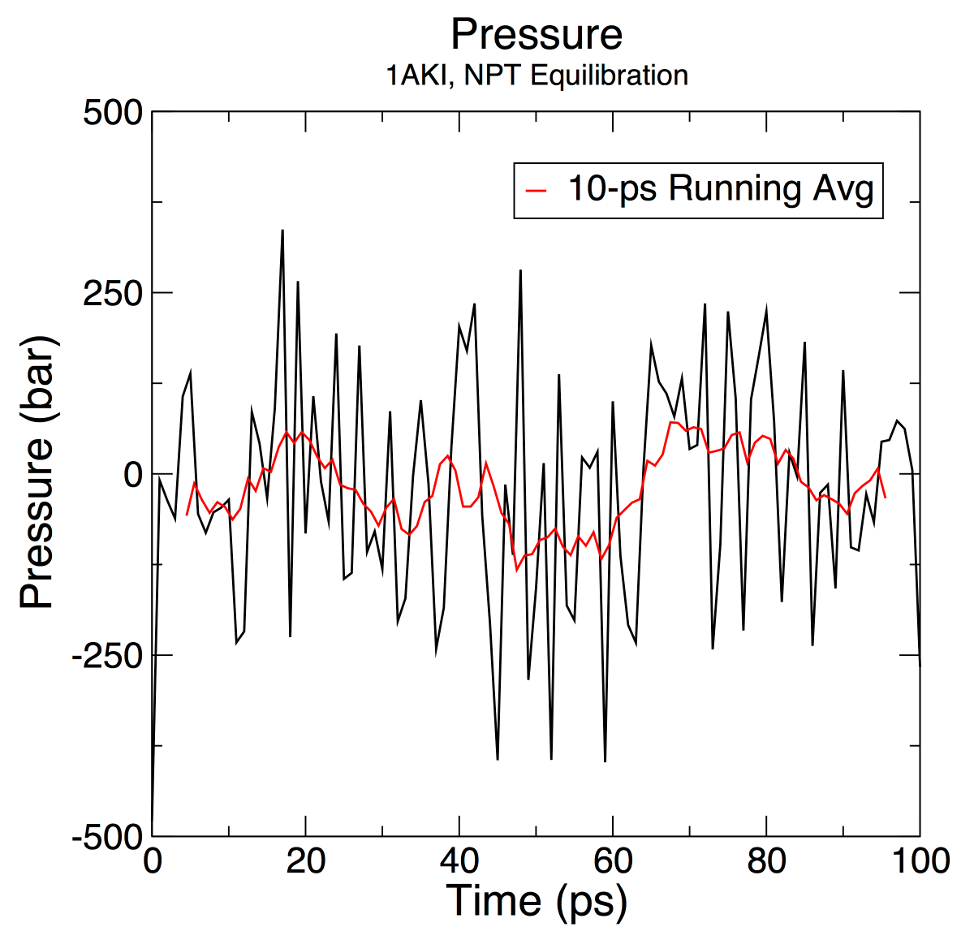 Pressure
1AKI, NPT Equilibration
500
10-ps Running Avg
250
Pressure (bar)
0
-250
-500
0 20 40 60 80 100
Time (ps)